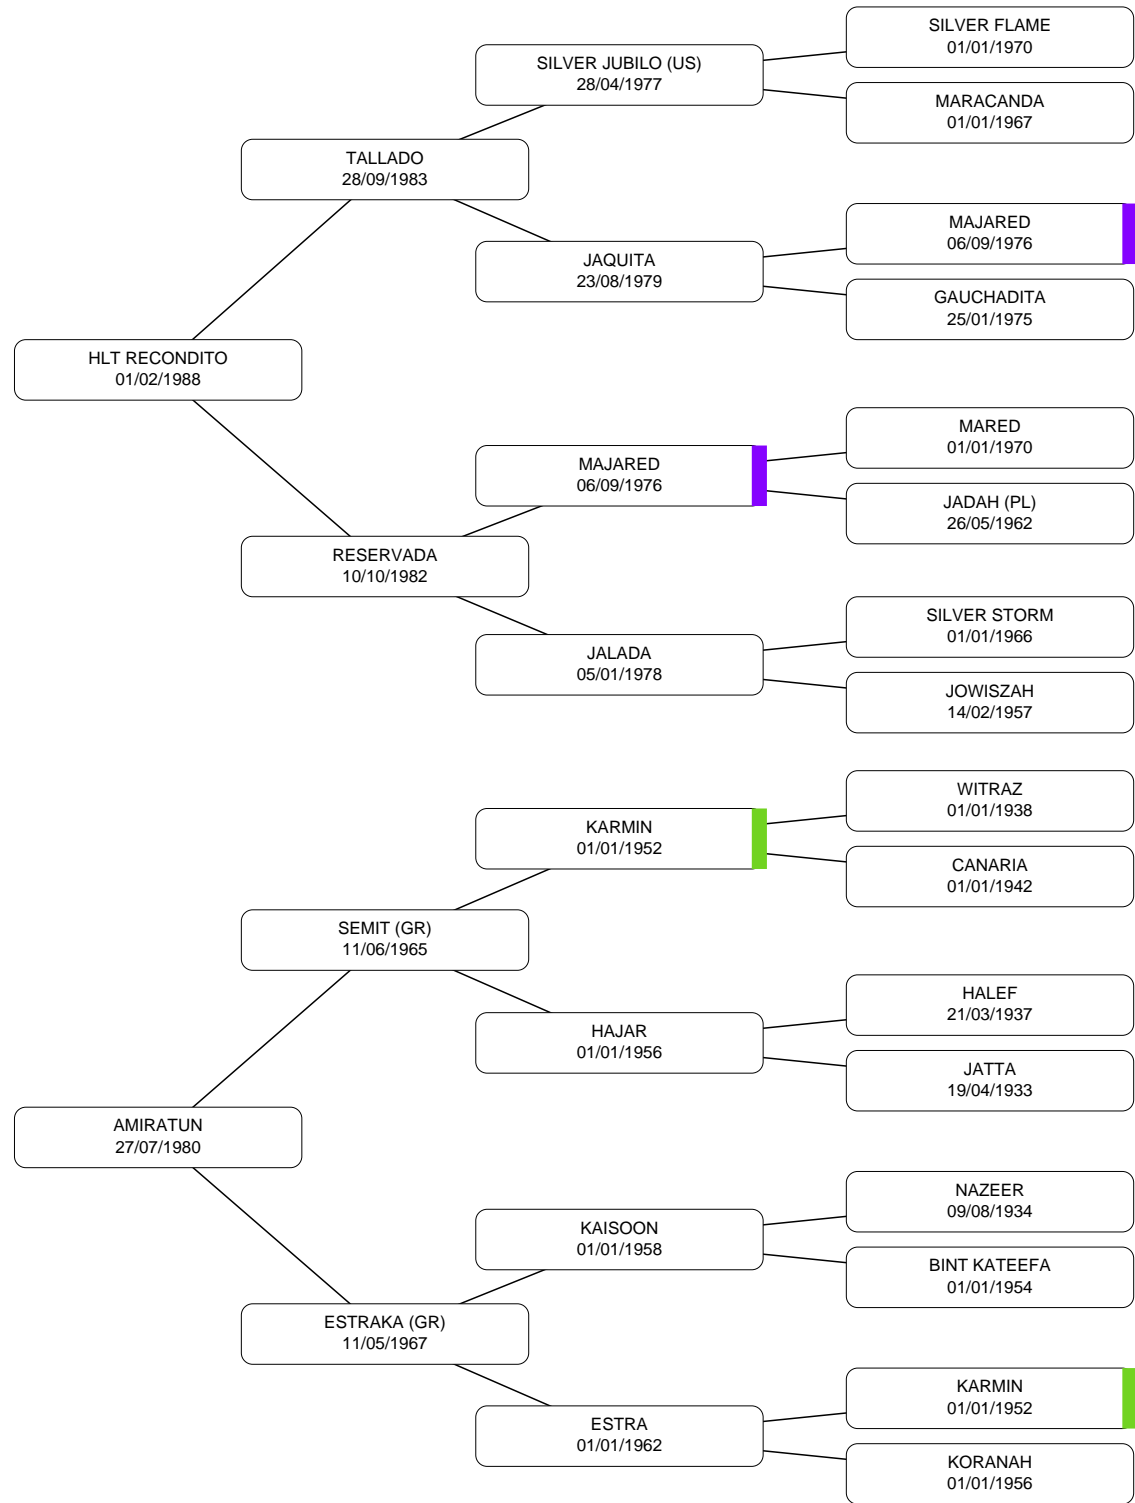 SILVER FLAME
01/01/1970
SILVER JUBILO (US)
28/04/1977
MARACANDA
01/01/1967
TALLADO
28/09/1983
MAJARED
06/09/1976
JAQUITA
23/08/1979
GAUCHADITA
25/01/1975
HLT RECONDITO
01/02/1988
MARED
01/01/1970
MAJARED
06/09/1976
JADAH (PL)
26/05/1962
RESERVADA
10/10/1982
SILVER STORM
01/01/1966
JALADA
05/01/1978
JOWISZAH
14/02/1957
WITRAZ
01/01/1938
KARMIN
01/01/1952
CANARIA
01/01/1942
SEMIT (GR)
11/06/1965
HALEF
21/03/1937
HAJAR
01/01/1956
JATTA
19/04/1933
AMIRATUN
27/07/1980
NAZEER
09/08/1934
KAISOON
01/01/1958
BINT KATEEFA
01/01/1954
ESTRAKA (GR)
11/05/1967
KARMIN
01/01/1952
ESTRA
01/01/1962
KORANAH
01/01/1956